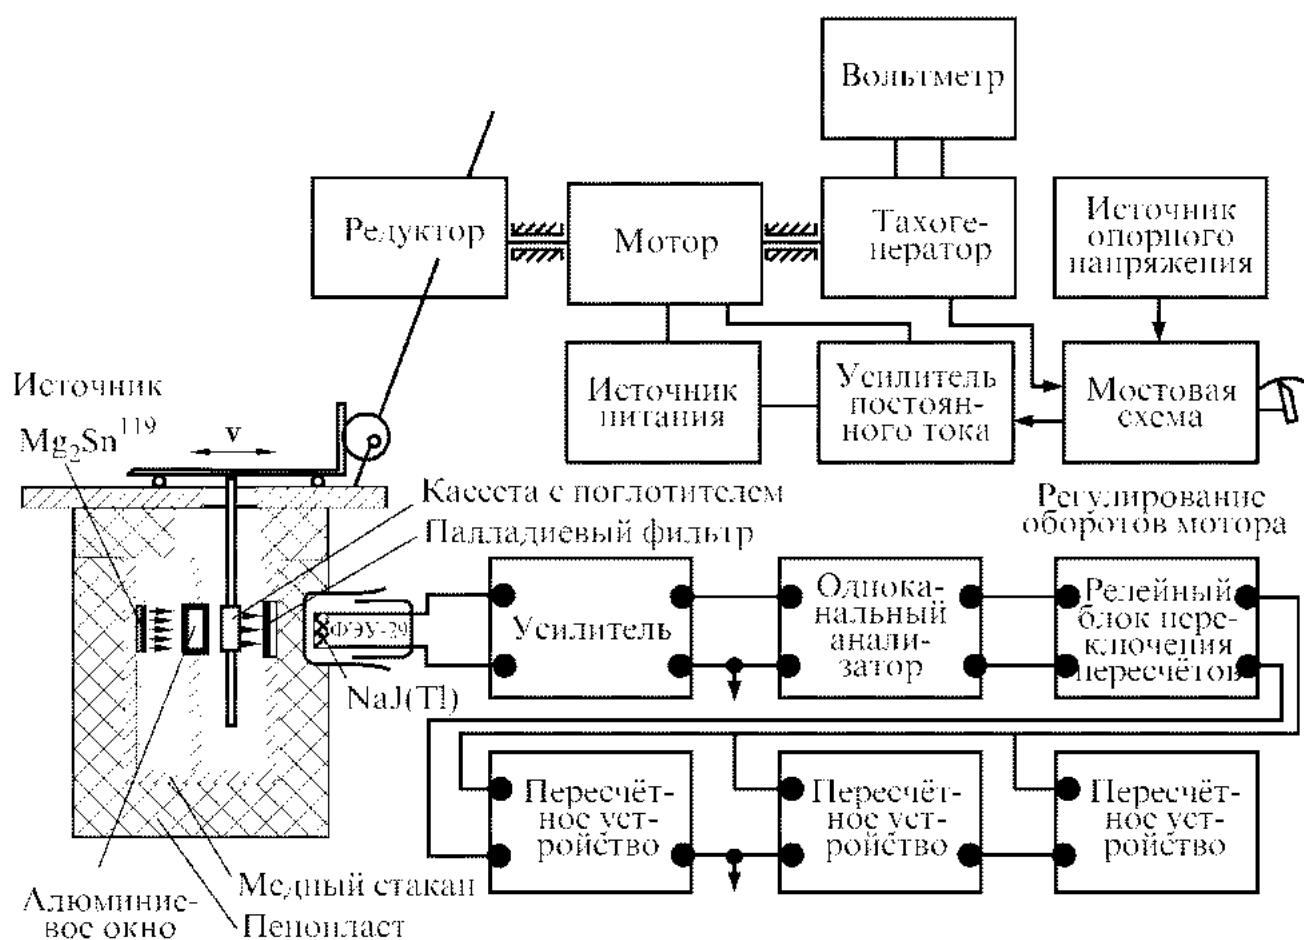 Вольтметр
Редуктор
Мотор
Тахоге-
нератор
Источник
опорного
напряжения
Источник
питания
Усилитель
постоян-
ного тока
Мостовая
схема
Регулирование
оборотов мотора
Источник
Mg₂Sn¹¹⁹
v
Кассета с поглотителем
Палладиевый фильтр
ФЭУ-29
NaJ(Tl)
Усилитель
Однока-
нальный
анали-
затор
Релейный
блок пере-
ключения
пересчётов
Пересчёт-
ное уст-
ройство
Пересчёт-
ное уст-
ройство
Пересчёт-
ное уст-
ройство
Медный стакан
Алюминие-
вое окно
Пенопласт